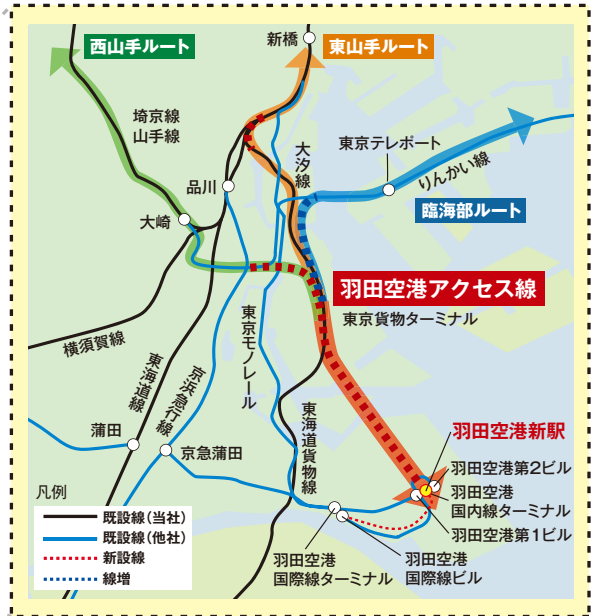 新橋
西山手ルート
東山手ルート
埼京線
山手線
大汐線
東京テレポート
りんかい線
品川
臨海部ルート
大崎
羽田空港アクセス線
東京貨物ターミナル
横須賀線
東海道線
京浜急行線
東京モノレール
東海道貨物線
蒲田
京急蒲田
羽田空港新駅
羽田空港第2ビル
羽田空港
国内線ターミナル
羽田空港第1ビル
羽田空港
国際線ターミナル
羽田空港
国際線ビル
凡例
既設線(当社)
既設線(他社)
新設線
線増